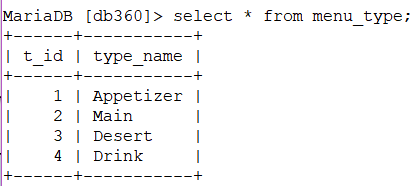 MariaDB [db360]> select * from menu_type;
+------+-----------+
| t_id | type_name |
+------+-----------+
|    1 | Appetizer |
|    2 | Main      |
|    3 | Desert    |
|    4 | Drink     |
+------+-----------+